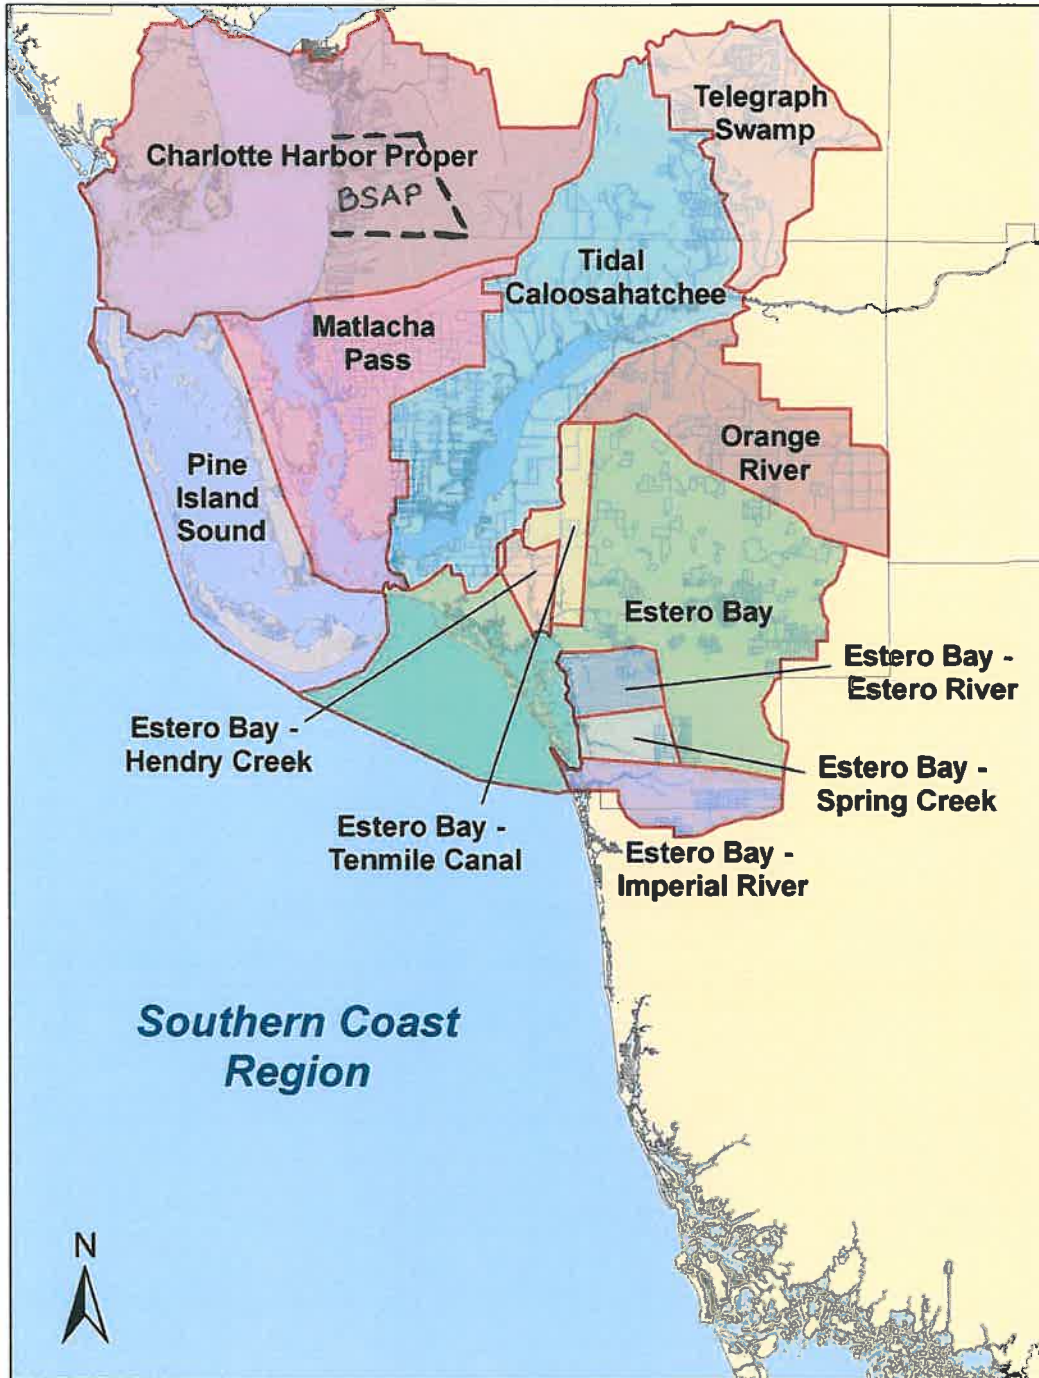 Telegraph
Swamp
Charlotte Harbor Proper
BSAP
Tidal
Caloosahatchee
Matlacha
Pass
Orange
River
Pine
Island
Sound
Estero Bay
Estero Bay -
Estero River
Estero Bay -
Hendry Creek
Estero Bay -
Spring Creek
Estero Bay -
Tenmile Canal
Estero Bay -
Imperial River
Southern Coast
Region
N